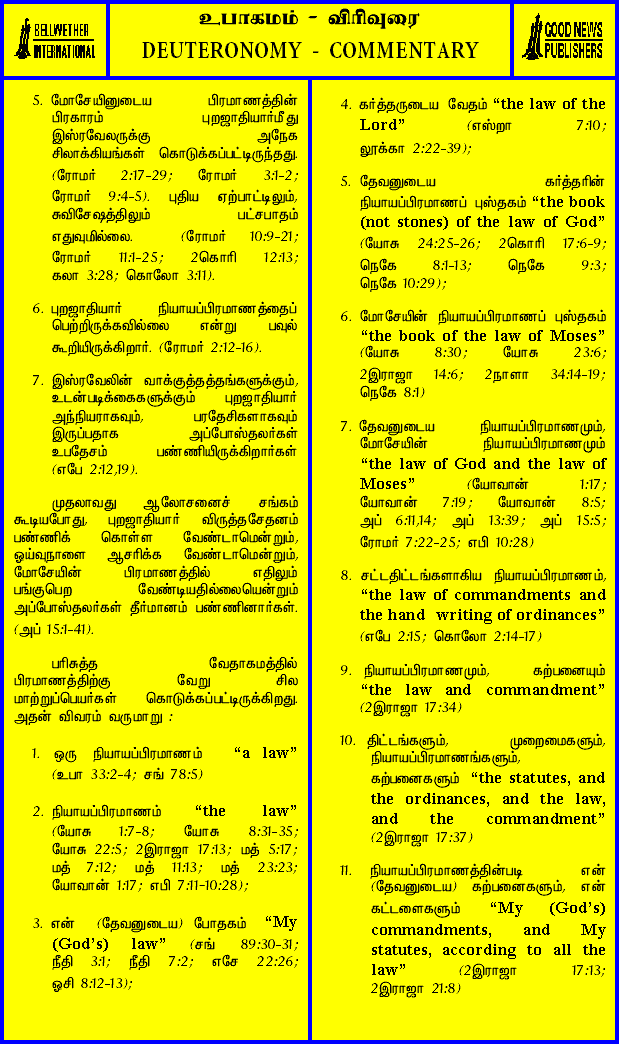 BELLWETHER
INTERNATIONAL
உபாகமம் - விரிவுரை
DEUTERONOMY - COMMENTARY
GOOD NEWS
PUBLISHERS
5. மோசேயினுடைய பிரமாணத்தின்
பிரகாரம் புறஜாதியார்மீது
இஸ்ரவேலருக்கு அநேக
சிலாக்கியங்கள் கொடுக்கப்பட்டிருந்தது.
(ரோமர் 2:17-29; ரோமர் 3:1-2;
ரோமர் 9:4-5). புதிய ஏற்பாட்டிலும்,
சுவிசேஷத்திலும் பட்சபாதம்
எதுவுமில்லை. (ரோமர் 10:9-21;
ரோமர் 11:1-25; 2கொரி 12:13;
கலா 3:28; கொலோ 3:11).
6. புறஜாதியார் நியாயப்பிரமாணத்தைப்
பெற்றிருக்கவில்லை என்று பவுல்
கூறியிருக்கிறார். (ரோமர் 2:12-16).
7. இஸ்ரவேலின் வாக்குத்தத்தங்களுக்கும்,
உடன்படிக்கைகளுக்கும் புறஜாதியார்
அந்நியராகவும், பரதேசிகளாகவும்
இருப்பதாக அப்போஸ்தலர்கள்
உபதேசம் பண்ணியிருக்கிறார்கள்
(எபே 2:12,19).
முதலாவது ஆலோசனைச் சங்கம்
கூடியபோது, புறஜாதியார் விருத்தசேதனம்
பண்ணிக் கொள்ள வேண்டாமென்றும்,
ஓய்வுநாளை ஆசரிக்க வேண்டாமென்றும்,
மோசேயின் பிரமாணத்தில் எதிலும்
பங்குபெற வேண்டியதில்லையென்றும்
அப்போஸ்தலர்கள் தீர்மானம் பண்ணினார்கள்.
(அப் 15:1-41).
பரிசுத்த வேதாகமத்தில்
பிரமாணத்திற்கு வேறு சில
மாற்றுப்பெயர்கள் கொடுக்கப்பட்டிருக்கிறது.
அதன் விவரம் வருமாறு :
1. ஒரு நியாயப்பிரமாணம் “a law”
(உபா 33:2-4; சங் 78:5)
2. நியாயப்பிரமாணம் “the law”
(யோசு 1:7-8; யோசு 8:31-35;
யோசு 22:5; 2இராஜா 17:13; மத் 5:17;
மத் 7:12; மத் 11:13; மத் 23:23;
யோவான் 1:17; எபி 7:11-10:28);
3. என் (தேவனுடைய) போதகம் “My
(God's) law” (சங் 89:30-31;
நீதி 3:1; நீதி 7:2; எசே 22:26;
ஓசி 8:12-13);
4. கர்த்தருடைய வேதம் “the law of the
Lord” (எஸ்றா 7:10;
லூக்கா 2:22-39);
5. தேவனுடைய கர்த்தரின்
நியாயப்பிரமாணப் புஸ்தகம் “the book
(not stones) of the law of God”
(யோசு 24:25-26; 2கொரி 17:6-9;
நெகே 8:1-13; நெகே 9:3;
நெகே 10:29);
6. மோசேயின் நியாயப்பிரமாணப் புஸ்தகம்
“the book of the law of Moses”
(யோசு 8:30; யோசு 23:6;
2இராஜா 14:6; 2நாளா 34:14-19;
நெகே 8:1)
7. தேவனுடைய நியாயப்பிரமாணமும்,
மோசேயின் நியாயப்பிரமாணமும்
“the law of God and the law of
Moses” (யோவான் 1:17;
யோவான் 7:19; யோவான் 8:5;
அப் 6:11,14; அப் 13:39; அப் 15:5;
ரோமர் 7:22-25; எபி 10:28)
8. சட்டதிட்டங்களாகிய நியாயப்பிரமாணம்,
“the law of commandments and
the hand writing of ordinances”
(எபே 2:15; கொலோ 2:14-17)
9. நியாயப்பிரமாணமும், கற்பனையும்
“the law and commandment”
(2இராஜா 17:34)
10. திட்டங்களும், முறைமைகளும்,
நியாயப்பிரமாணங்களும்,
கற்பனைகளும் “the statutes, and
the ordinances, and the law,
and the commandment”
(2இராஜா 17:37)
11. நியாயப்பிரமாணத்தின்படி என்
(தேவனுடைய) கற்பனைகளும், என்
கட்டளைகளும் “My (God's)
commandments, and My
statutes, according to all the
law” (2இராஜா 17:13;
2இராஜா 21:8)